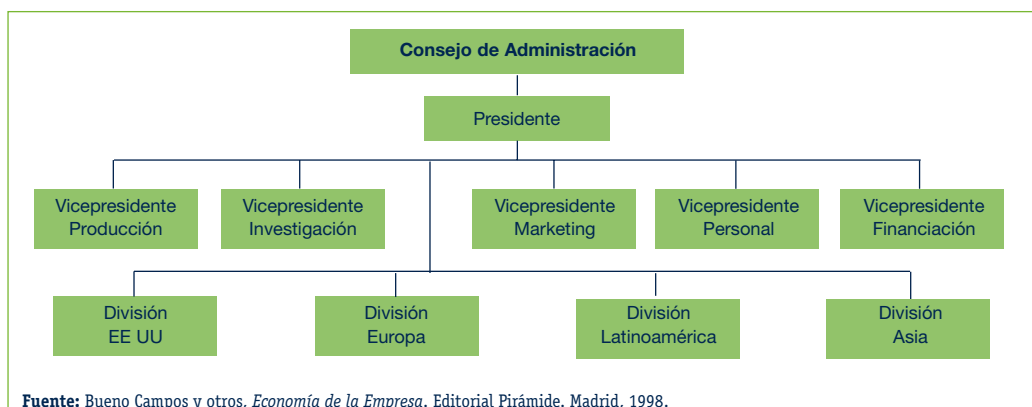 Consejo de Administración
Presidente
Vicepresidente
Producción
Vicepresidente
Investigación
Vicepresidente
Marketing
Vicepresidente
Personal
Vicepresidente
Financiación
División
EE UU
División
Europa
División
Latinoamérica
División
Asia
Fuente: Bueno Campos y otros, Economía de la Empresa. Editorial Pirámide. Madrid, 1998.